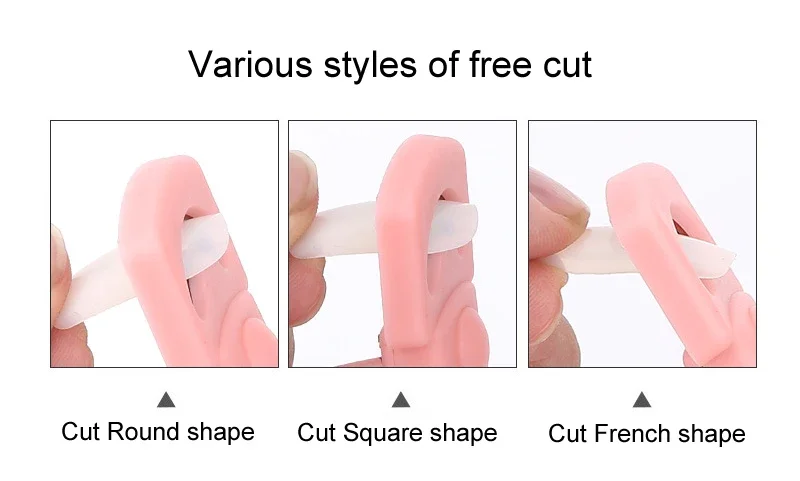 Various styles of free cut
Cut Round shape
Cut Square shape
Cut French shape